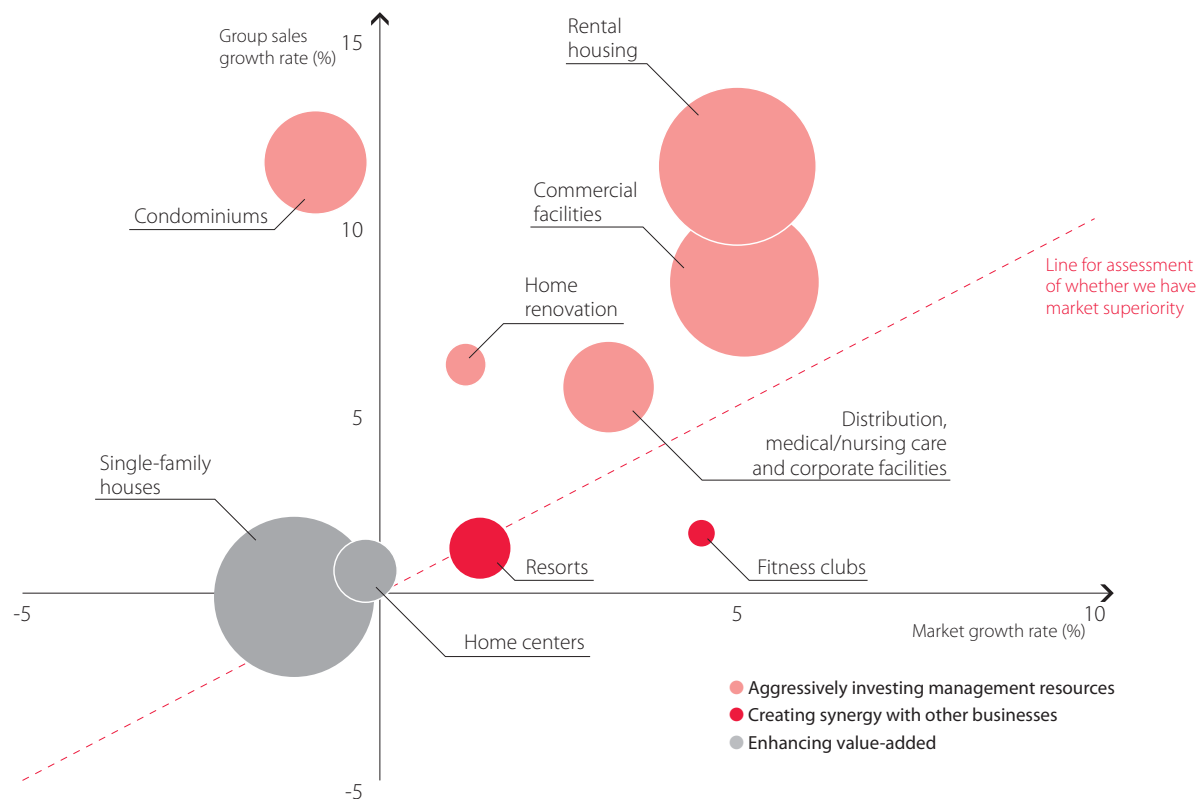 Group sales
growth rate (%)
15
Rental
housing
Condominiums
10
Commercial
facilities
Line for assessment
of whether we have
market superiority
Home
renovation
5
Distribution,
medical/nursing care
and corporate facilities
Single-family
houses
Resorts
Fitness clubs
-5
5
10
Market growth rate (%)
Home centers
Aggressively investing management resources
Creating synergy with other businesses
Enhancing value-added
-5